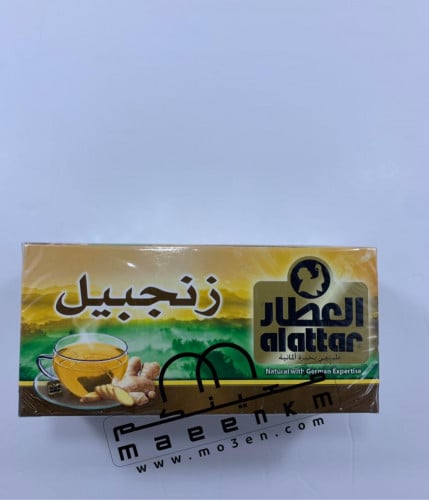 زنجبيل
العطار
alattar
طبيعي بخبرة ألمانية
Natural with German Expertise
معينكم
maeenkm
www.mo3en.com